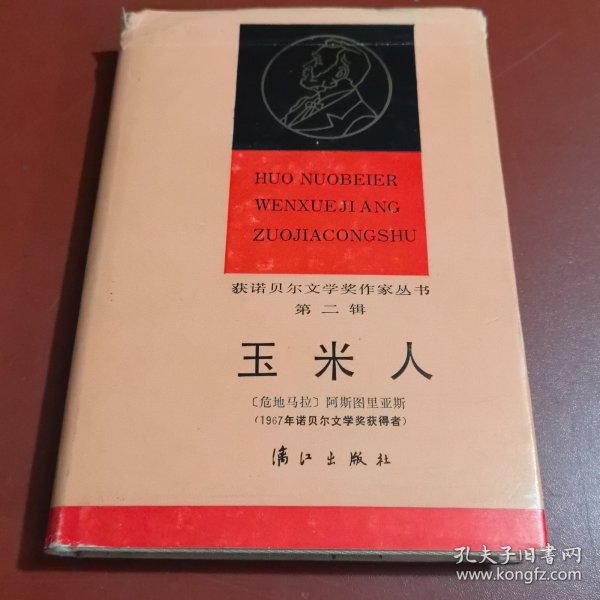 HUO NUOBEIER
WENXUEJIANG
ZUOJIACONGSHU
获诺贝尔文学奖作家丛书
第二辑
玉米人
〔危地马拉〕阿斯图里亚斯
(1967年诺贝尔文学奖获得者)
漓江出版社
孔夫子旧书网
www.kongfz.com